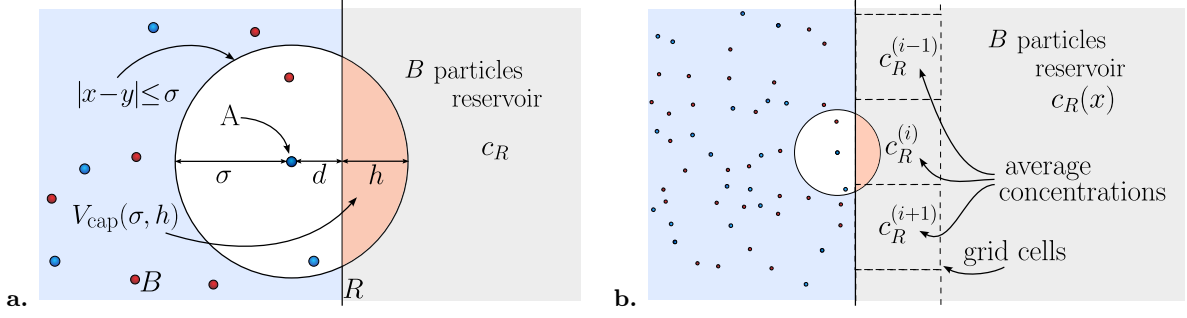 |x−y|≤σ
A
B particles
reservoir
c_R
σ
d
h
V_cap(σ, h)
B
R
a.
B particles
reservoir
c_R(x)
c_R^(i−1)
c_R^(i)
c_R^(i+1)
average
concentrations
grid cells
b.